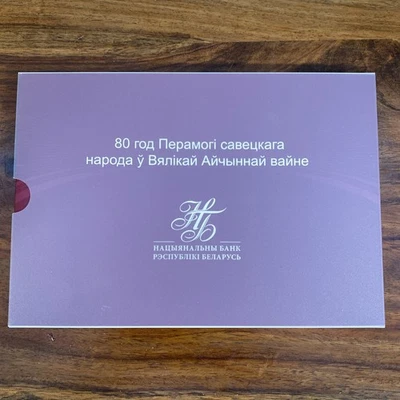 80 год Перамогі савецкага
народа ў Вялікай Айчыннай вайне
НБ
НАЦЫЯНАЛЬНЫ БАНК
РЭСПУБЛІКІ БЕЛАРУСЬ